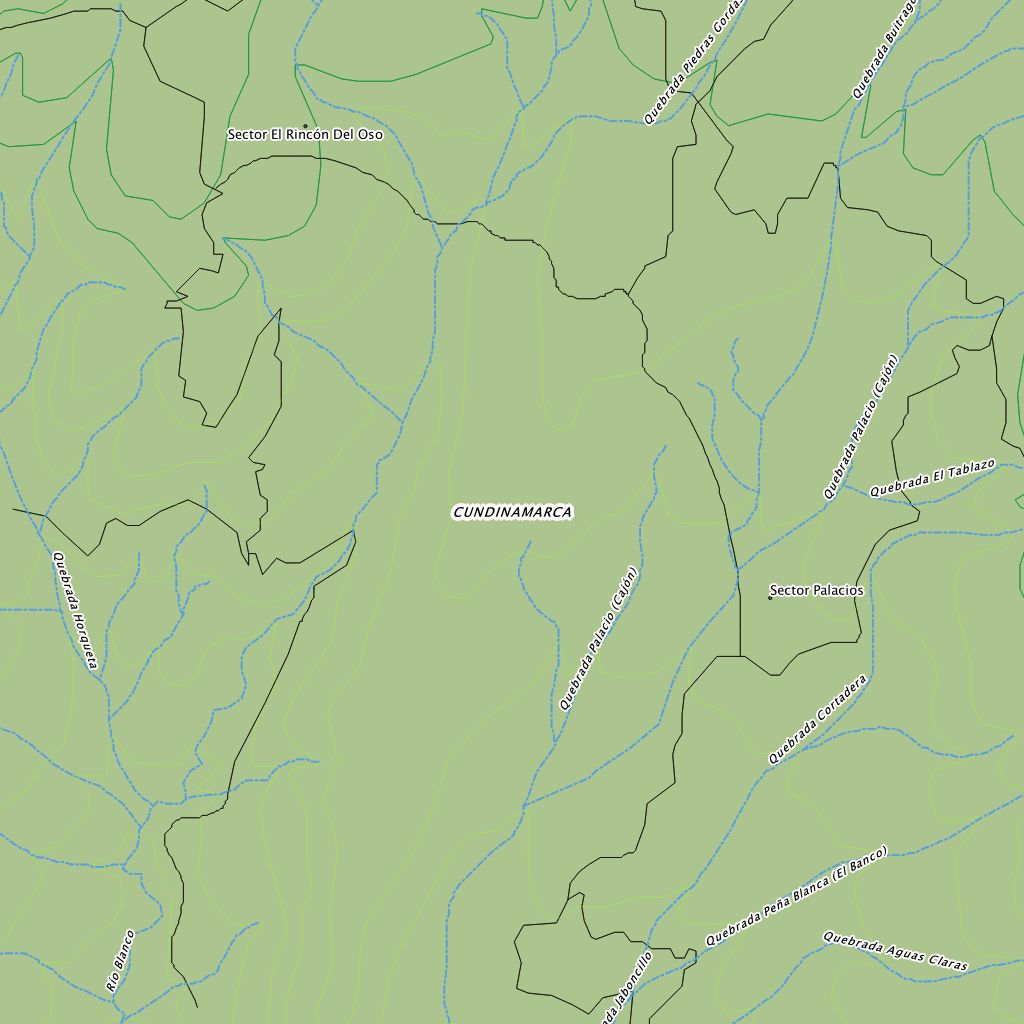 Quebrada Piedras Gordas
Quebrada Buitrago
Sector El Rincón Del Oso
Quebrada Palacio (Cajón)
Quebrada El Tablazo
CUNDINAMARCA
Quebrada Horqueta
Quebrada Palacio (Cajón)
Sector Palacios
Quebrada Cortadera
Quebrada Peña Blanca (El Banco)
Río Blanco
Quebrada Aguas Claras
Jaboncillo